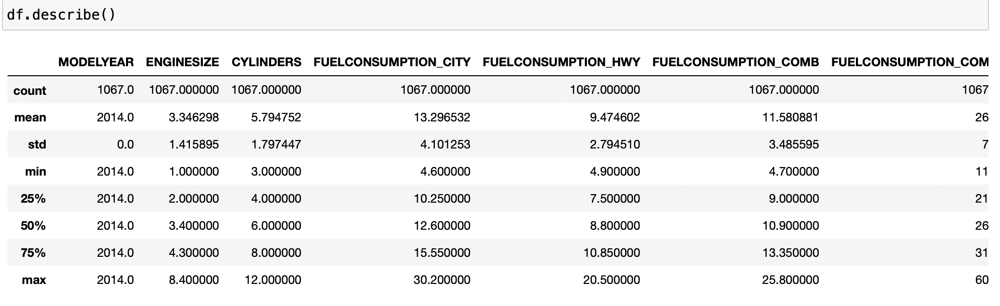 df.describe()
MODELYEAR ENGINESIZE CYLINDERS FUELCONSUMPTION_CITY FUELCONSUMPTION_HWY FUELCONSUMPTION_COMB FUELCONSUMPTION_COM
count 1067.0 1067.000000 1067.000000 1067.000000 1067.000000 1067.000000 1067
mean 2014.0 3.346298 5.794752 13.296532 9.474602 11.580881 26
std 0.0 1.415895 1.797447 4.101253 2.794510 3.485595 7
min 2014.0 1.000000 3.000000 4.600000 4.900000 4.700000 11
25% 2014.0 2.000000 4.000000 10.250000 7.500000 9.000000 21
50% 2014.0 3.400000 6.000000 12.600000 8.800000 10.900000 26
75% 2014.0 4.300000 8.000000 15.550000 10.850000 13.350000 31
max 2014.0 8.400000 12.000000 30.200000 20.500000 25.800000 60